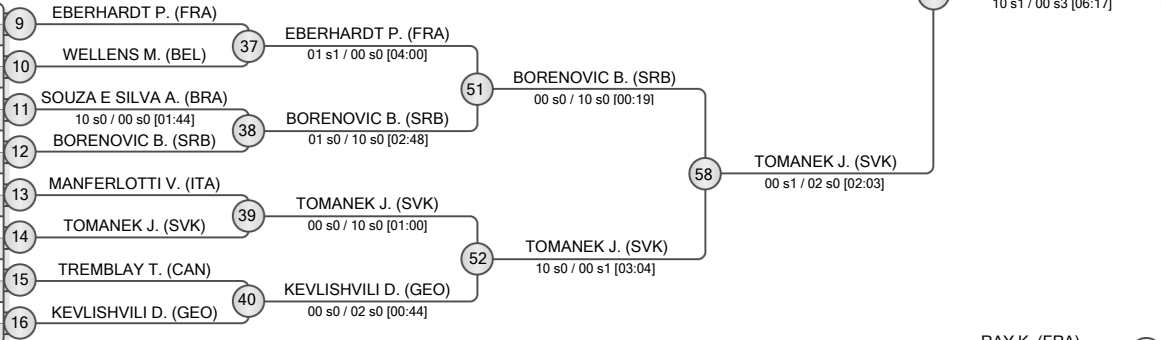 9
EBERHARDT P. (FRA)
10
WELLENS M. (BEL)
11
SOUZA E SILVA A. (BRA)
10 s0 / 00 s0 [01:44]
12
BORENOVIC B. (SRB)
13
MANFERLOTTI V. (ITA)
14
TOMANEK J. (SVK)
15
TREMBLAY T. (CAN)
16
KEVLISHVILI D. (GEO)
37
EBERHARDT P. (FRA)
01 s1 / 00 s0 [04:00]
38
BORENOVIC B. (SRB)
01 s0 / 10 s0 [02:48]
39
TOMANEK J. (SVK)
00 s0 / 10 s0 [01:00]
40
KEVLISHVILI D. (GEO)
00 s0 / 02 s0 [00:44]
51
BORENOVIC B. (SRB)
00 s0 / 10 s0 [00:19]
52
TOMANEK J. (SVK)
10 s0 / 00 s1 [03:04]
58
TOMANEK J. (SVK)
00 s1 / 02 s0 [02:03]
10 s1 / 00 s3 [06:17]